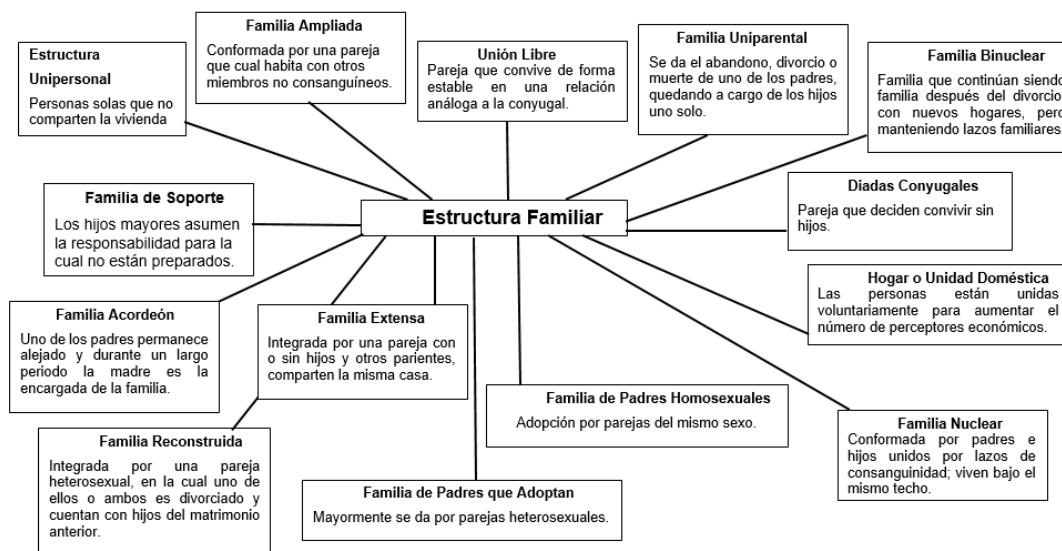 Estructura
Unipersonal
Personas solas que no
comparten la vivienda
Familia Ampliada
Conformada por una pareja
que cual habita con otros
miembros no consanguíneos.
Unión Libre
Pareja que convive de forma
estable en una relación
análoga a la conyugal.
Familia Uniparental
Se da el abandono, divorcio o
muerte de uno de los padres,
quedando a cargo de los hijos
uno solo.
Familia Binuclear
Familia que continúan siendo
familia después del divorcio
con nuevos hogares, pero
manteniendo lazos familiares.
Familia de Soporte
Los hijos mayores asumen
la responsabilidad para la
cual no están preparados.
Estructura Familiar
Diadas Conyugales
Pareja que deciden convivir sin
hijos.
Hogar o Unidad Doméstica
Las personas están unidas
voluntariamente para aumentar el
número de perceptores económicos.
Familia Acordeón
Uno de los padres permanece
alejado y durante un largo
periodo la madre es la
encargada de la familia.
Familia Extensa
Integrada por una pareja con
o sin hijos y otros parientes,
comparten la misma casa.
Familia de Padres Homosexuales
Adopción por parejas del mismo sexo.
Familia Nuclear
Conformada por padres e
hijos unidos por lazos de
consanguinidad; viven bajo el
mismo techo.
Familia Reconstruida
Integrada por una pareja
heterosexual, en la cual uno de
ellos o ambos es divorciado y
cuentan con hijos del matrimonio
anterior.
Familia de Padres que Adoptan
Mayormente se da por parejas heterosexuales.